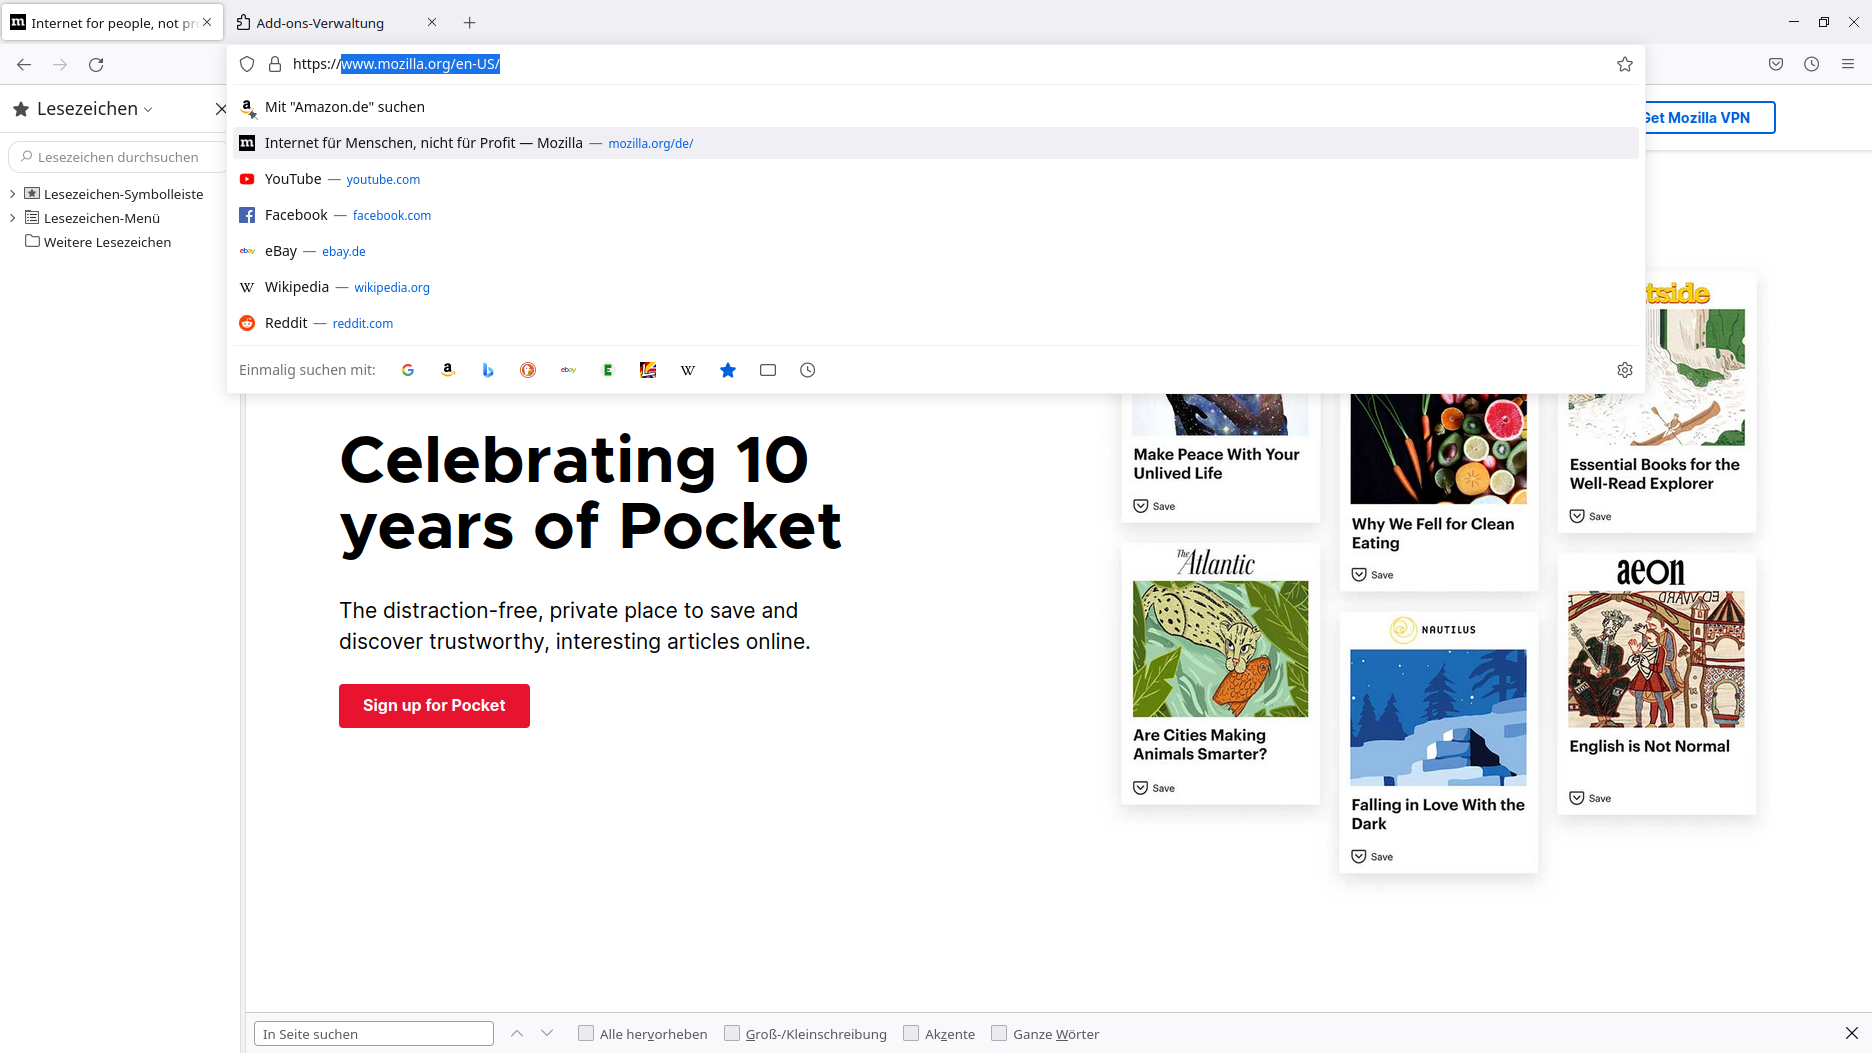 Internet for people, not pr
Add-ons-Verwaltung
https://www.mozilla.org/en-US/
Lesezeichen
Mit "Amazon.de" suchen
Get Mozilla VPN
Internet für Menschen, nicht für Profit — Mozilla — mozilla.org/de/
Lesezeichen durchsuchen
YouTube — youtube.com
Lesezeichen-Symbolleiste
Facebook — facebook.com
Lesezeichen-Menü
Weitere Lesezeichen
eBay — ebay.de
Wikipedia — wikipedia.org
Reddit — reddit.com
Einmalig suchen mit:
tside
Celebrating 10
years of Pocket
The distraction-free, private place to save and
discover trustworthy, interesting articles online.
Sign up for Pocket
Make Peace With Your
Unlived Life
Save
The Atlantic
Are Cities Making
Animals Smarter?
Save
Why We Fell for Clean
Eating
Save
NAUTILUS
Falling in Love With the
Dark
Save
Essential Books for the
Well-Read Explorer
Save
aeon
English is Not Normal
Save
In Seite suchen
Alle hervorheben
Groß-/Kleinschreibung
Akzente
Ganze Wörter